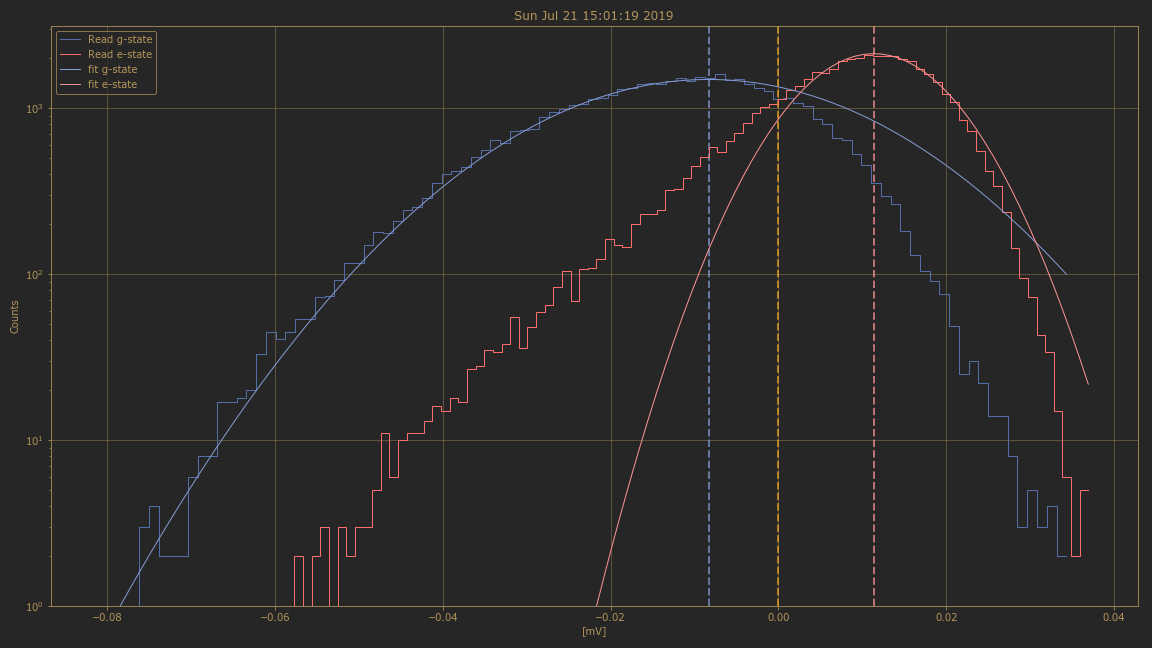 Sun Jul 21 15:01:19 2019
Read g-state
Read e-state
fit g-state
fit e-state
Counts
10³
10²
10¹
10⁰
−0.08
−0.06
−0.04
−0.02
0.00
0.02
0.04
[mV]